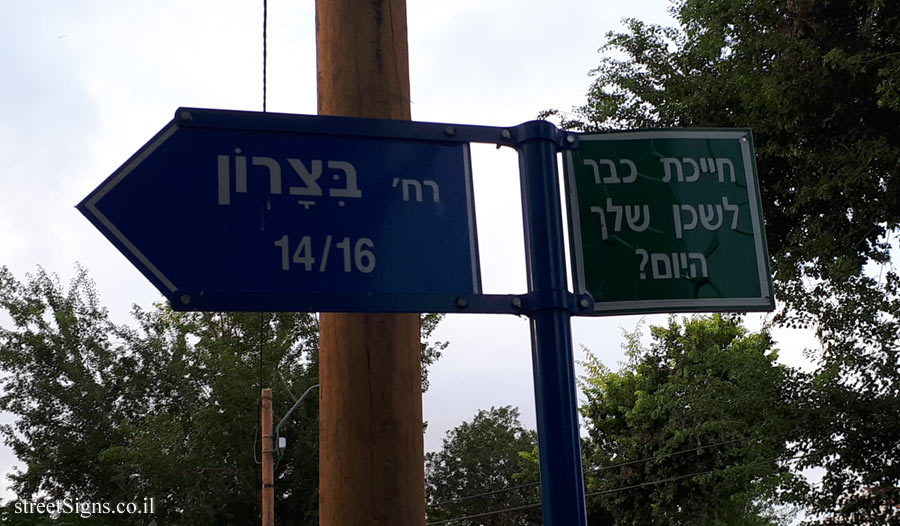 רח' בִּצָּרוֹן
14/16
חייכת כבר
לשכן שלך
היום?
streetSigns.co.il